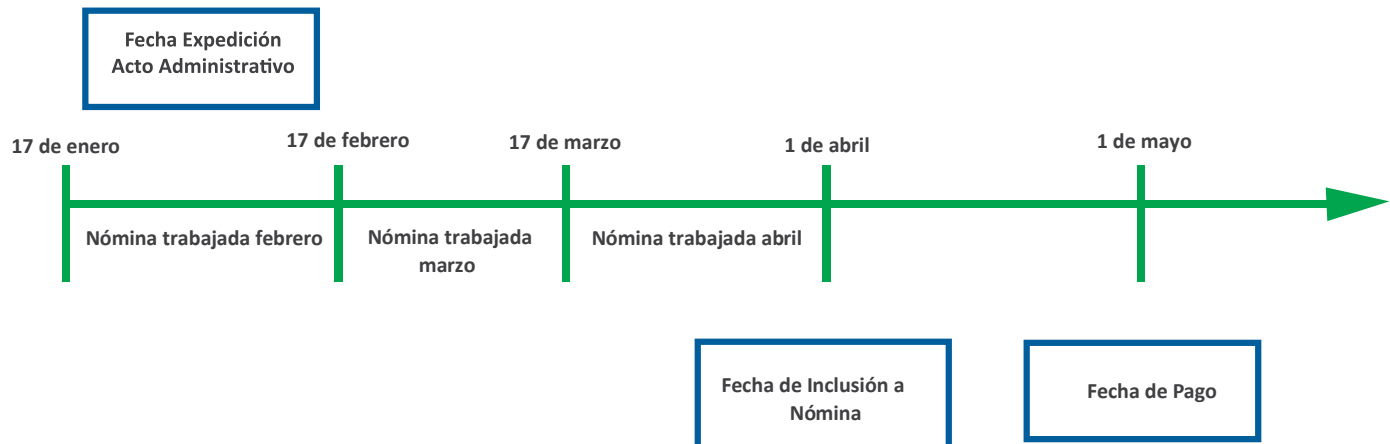 Fecha Expedición
Acto Administrativo
17 de enero
17 de febrero
17 de marzo
1 de abril
1 de mayo
Nómina trabajada febrero
Nómina trabajada
marzo
Nómina trabajada abril
Fecha de Inclusión a
Nómina
Fecha de Pago